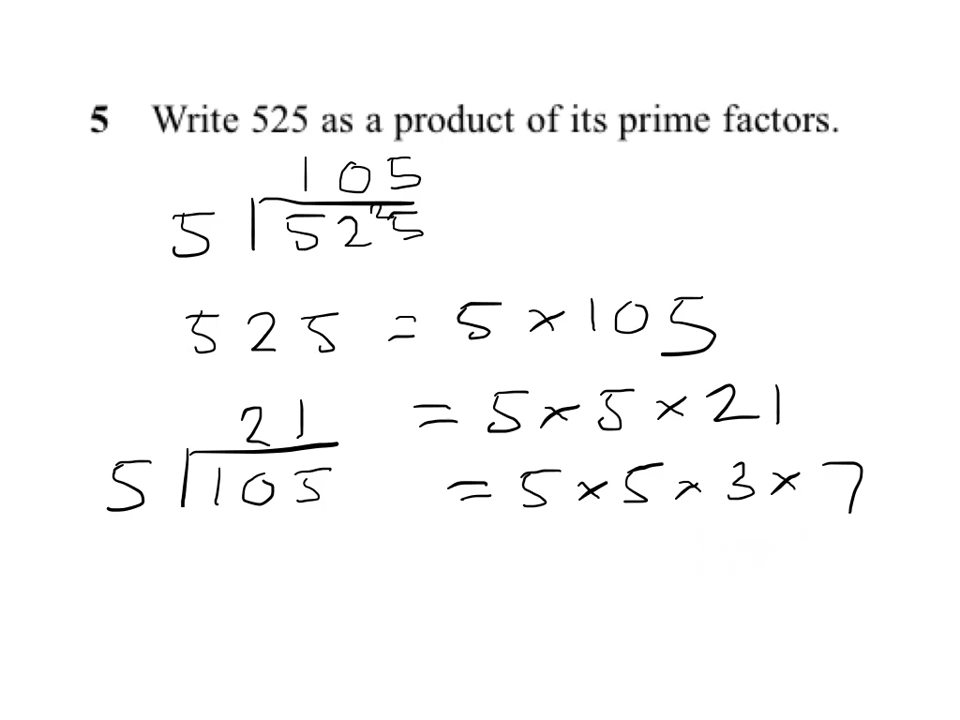 5 Write 525 as a product of its prime factors.
105
5 52²5
525 = 5 × 105
21 = 5 × 5 × 21
5 105 = 5 × 5 × 3 × 7